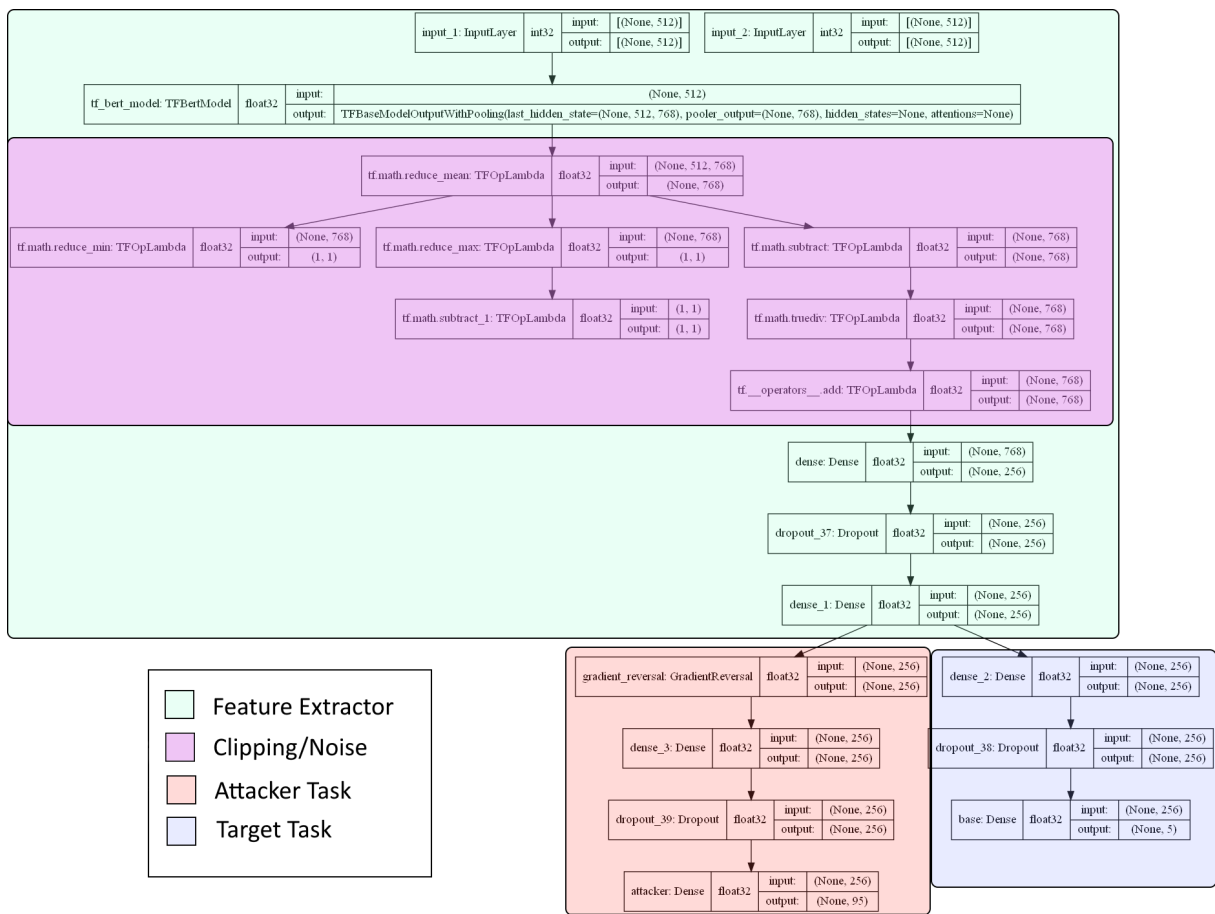 input_1: InputLayer int32 input: [(None, 512)] output: [(None, 512)]
input_2: InputLayer int32 input: [(None, 512)] output: [(None, 512)]
tf_bert_model: TFBertModel float32 input: (None, 512) output: TFBaseModelOutputWithPooling(last_hidden_state=(None, 512, 768), pooler_output=(None, 768), hidden_states=None, attentions=None)
tf.math.reduce_mean: TFOpLambda float32 input: (None, 512, 768) output: (None, 768)
tf.math.reduce_min: TFOpLambda float32 input: (None, 768) output: (1, 1)
tf.math.reduce_max: TFOpLambda float32 input: (None, 768) output: (1, 1)
tf.math.subtract: TFOpLambda float32 input: (None, 768) output: (None, 768)
tf.math.subtract_1: TFOpLambda float32 input: (1, 1) output: (1, 1)
tf.math.truediv: TFOpLambda float32 input: (None, 768) output: (None, 768)
tf.__operators__.add: TFOpLambda float32 input: (None, 768) output: (None, 768)
dense: Dense float32 input: (None, 768) output: (None, 256)
dropout_37: Dropout float32 input: (None, 256) output: (None, 256)
dense_1: Dense float32 input: (None, 256) output: (None, 256)
gradient_reversal: GradientReversal float32 input: (None, 256) output: (None, 256)
dense_2: Dense float32 input: (None, 256) output: (None, 256)
dense_3: Dense float32 input: (None, 256) output: (None, 256)
dropout_38: Dropout float32 input: (None, 256) output: (None, 256)
dropout_39: Dropout float32 input: (None, 256) output: (None, 256)
base: Dense float32 input: (None, 256) output: (None, 5)
attacker: Dense float32 input: (None, 256) output: (None, 95)
Feature Extractor
Clipping/Noise
Attacker Task
Target Task